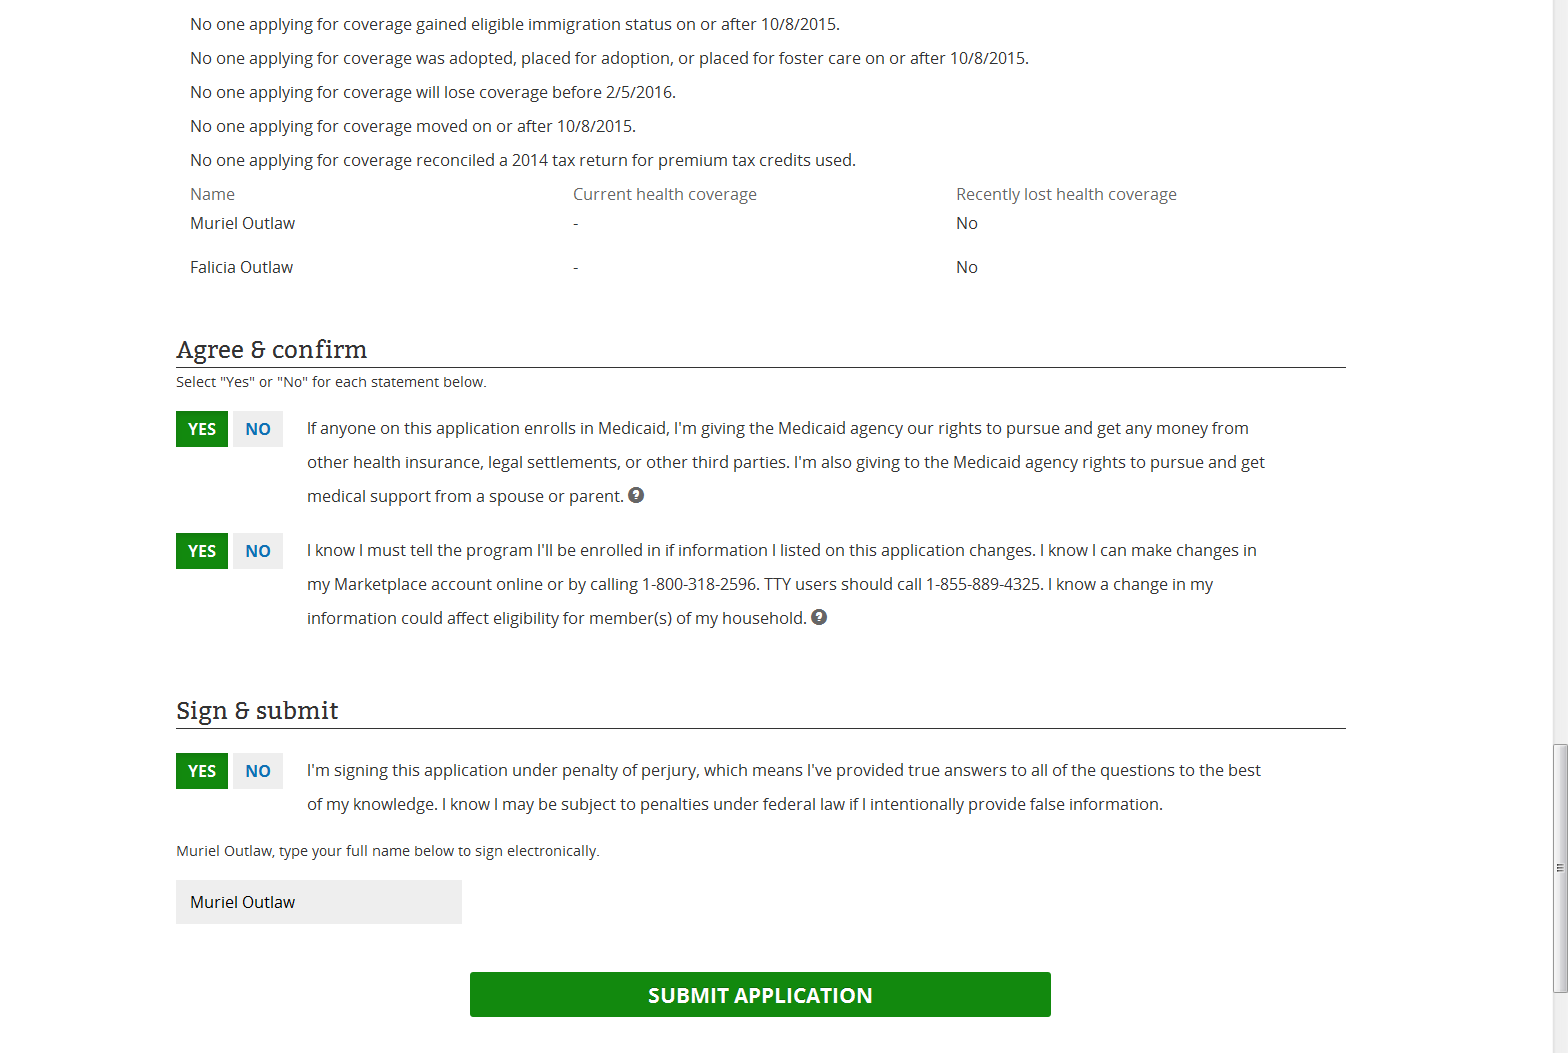 No one applying for coverage gained eligible immigration status on or after 10/8/2015.
No one applying for coverage was adopted, placed for adoption, or placed for foster care on or after 10/8/2015.
No one applying for coverage will lose coverage before 2/5/2016.
No one applying for coverage moved on or after 10/8/2015.
No one applying for coverage reconciled a 2014 tax return for premium tax credits used.
Name Current health coverage Recently lost health coverage
Muriel Outlaw - No
Falicia Outlaw - No
Agree & confirm
Select "Yes" or "No" for each statement below.
YES NO If anyone on this application enrolls in Medicaid, I'm giving the Medicaid agency our rights to pursue and get any money from
other health insurance, legal settlements, or other third parties. I'm also giving to the Medicaid agency rights to pursue and get
medical support from a spouse or parent. ?
YES NO I know I must tell the program I'll be enrolled in if information I listed on this application changes. I know I can make changes in
my Marketplace account online or by calling 1-800-318-2596. TTY users should call 1-855-889-4325. I know a change in my
information could affect eligibility for member(s) of my household. ?
Sign & submit
YES NO I'm signing this application under penalty of perjury, which means I've provided true answers to all of the questions to the best
of my knowledge. I know I may be subject to penalties under federal law if I intentionally provide false information.
Muriel Outlaw, type your full name below to sign electronically.
Muriel Outlaw
SUBMIT APPLICATION